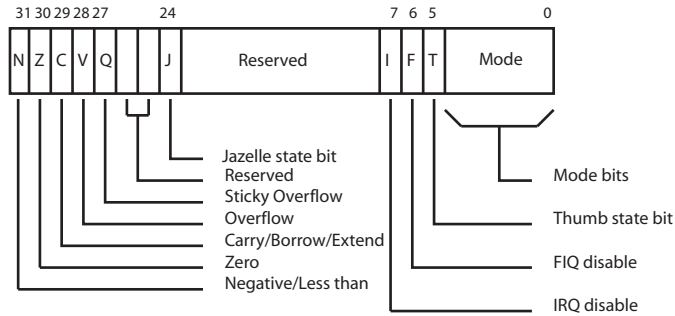 31 30 29 28 27 24 7 6 5 0
N Z C V Q J Reserved I F T Mode
Jazelle state bit
Reserved
Sticky Overflow
Overflow
Carry/Borrow/Extend
Zero
Negative/Less than
Mode bits
Thumb state bit
FIQ disable
IRQ disable